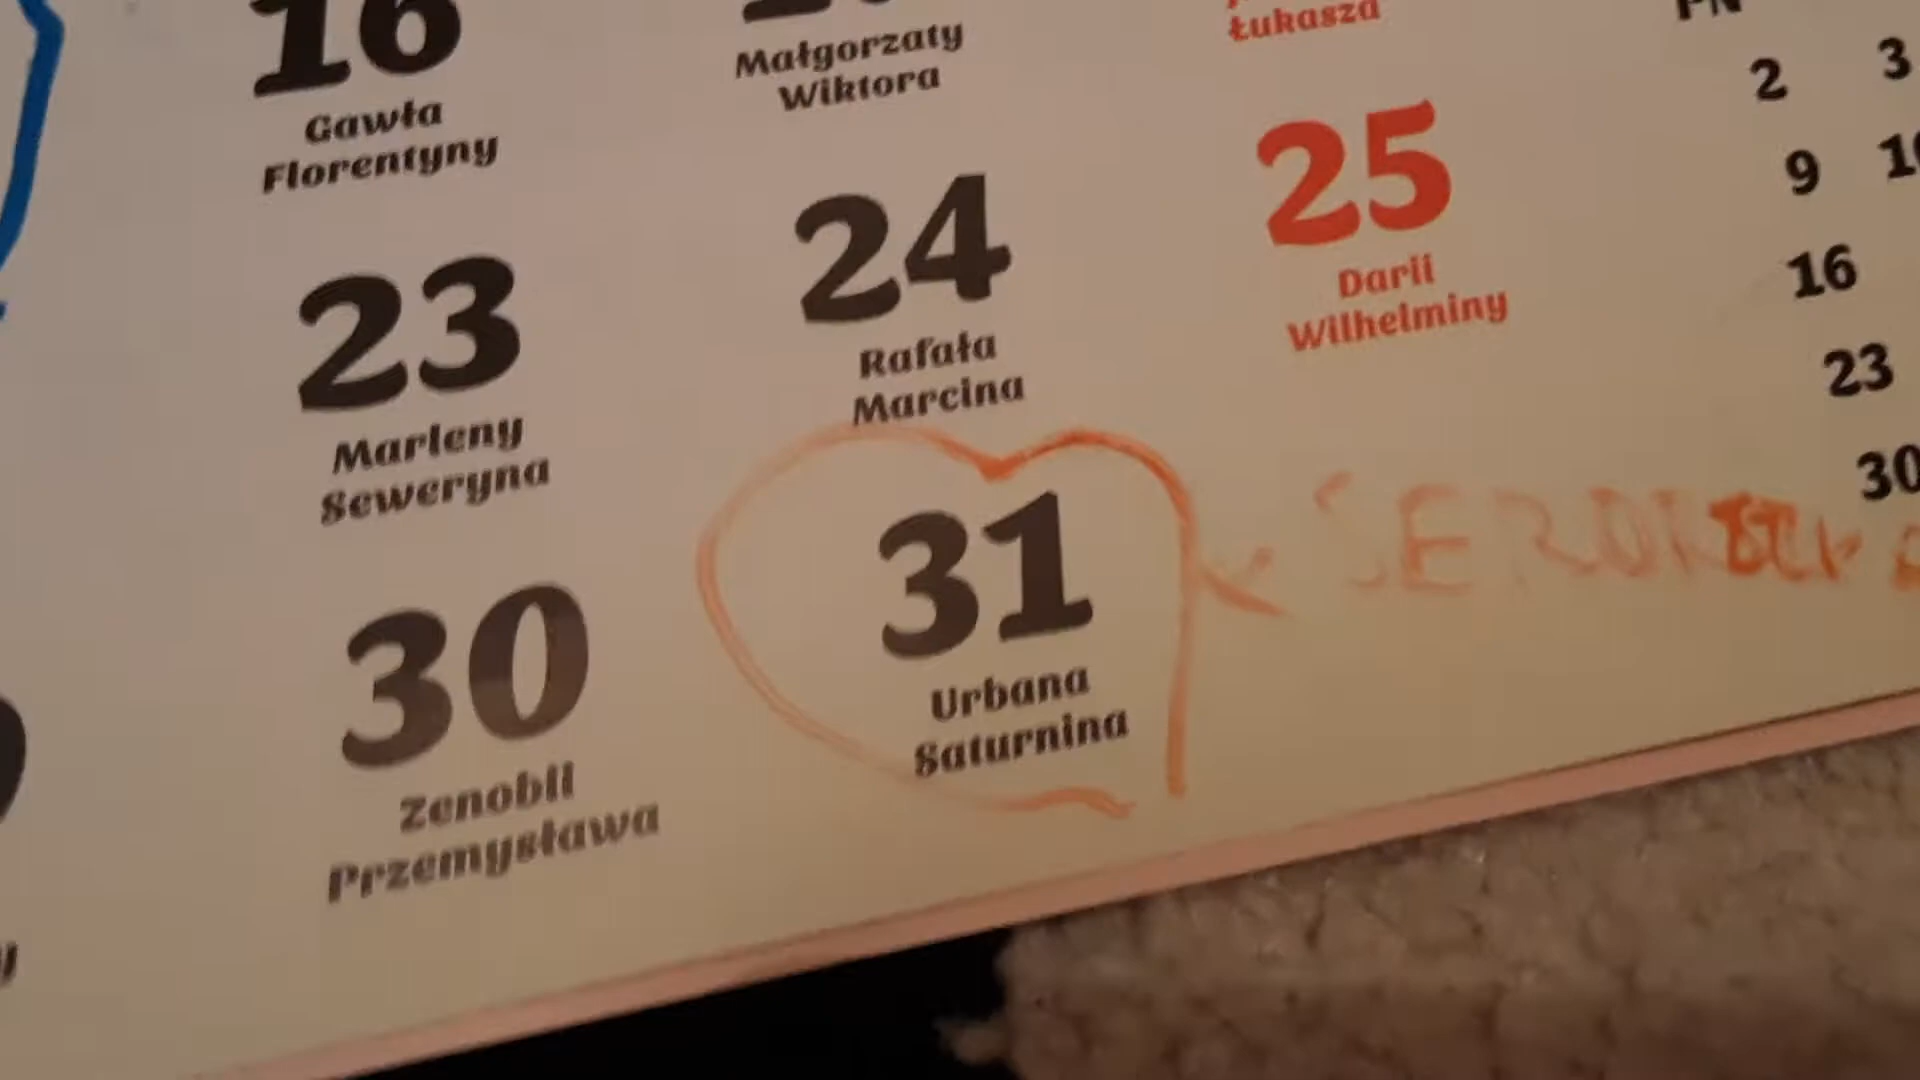 16
Gawła
Florentyny
Małgorzaty
Wiktora
Łukasza
23
Marleny
Seweryna
24
Rafała
Marcina
25
Darii
Wilhelminy
30
Zenobii
Przemysława
31
Urbana
Saturnina
PN
2 3
9
16
23
30